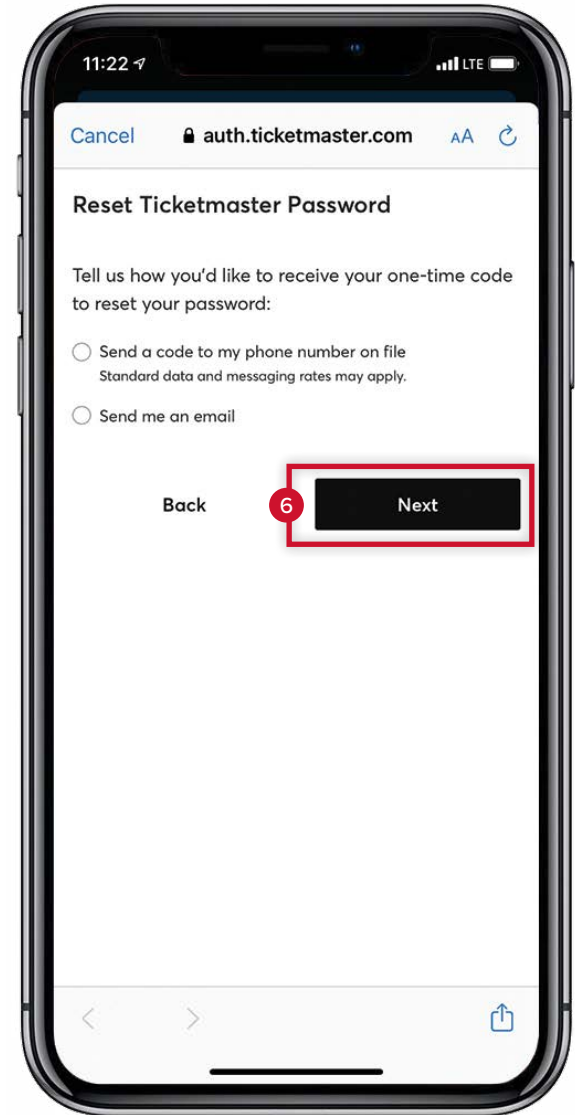 11:22 LTE
Cancel auth.ticketmaster.com AA
Reset Ticketmaster Password
Tell us how you'd like to receive your one-time code
to reset your password:
Send a code to my phone number on file
Standard data and messaging rates may apply.
Send me an email
Back 6 Next